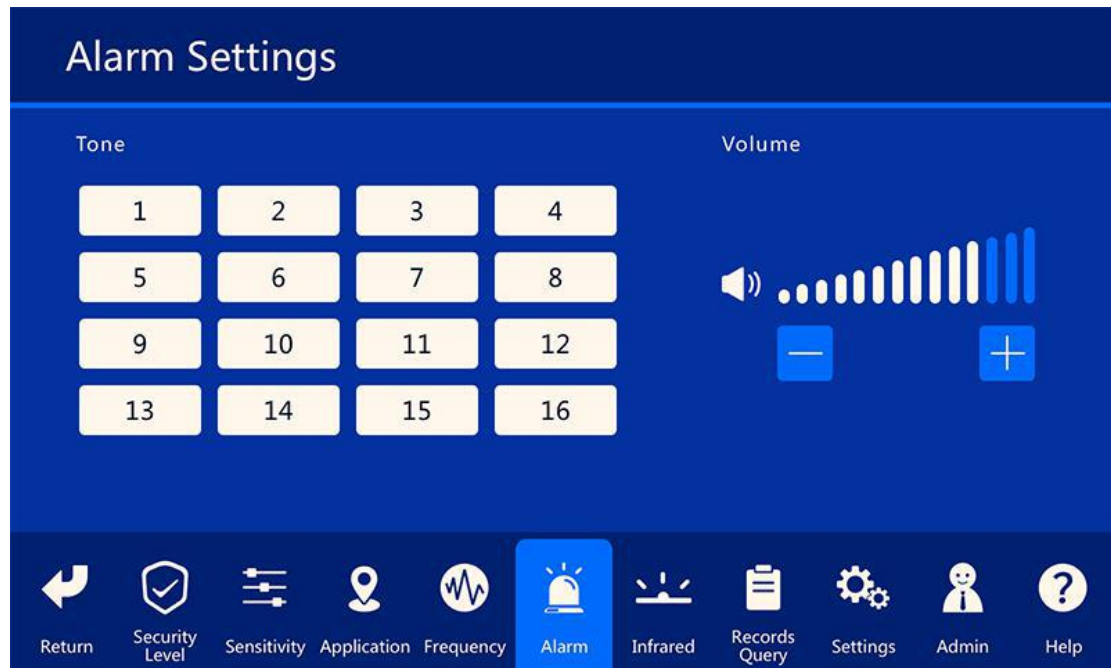 Alarm Settings
Tone
Volume
1 2 3 4
5 6 7 8
9 10 11 12
13 14 15 16
Return
Security
Level
Sensitivity
Application
Frequency
Alarm
Infrared
Records
Query
Settings
Admin
Help